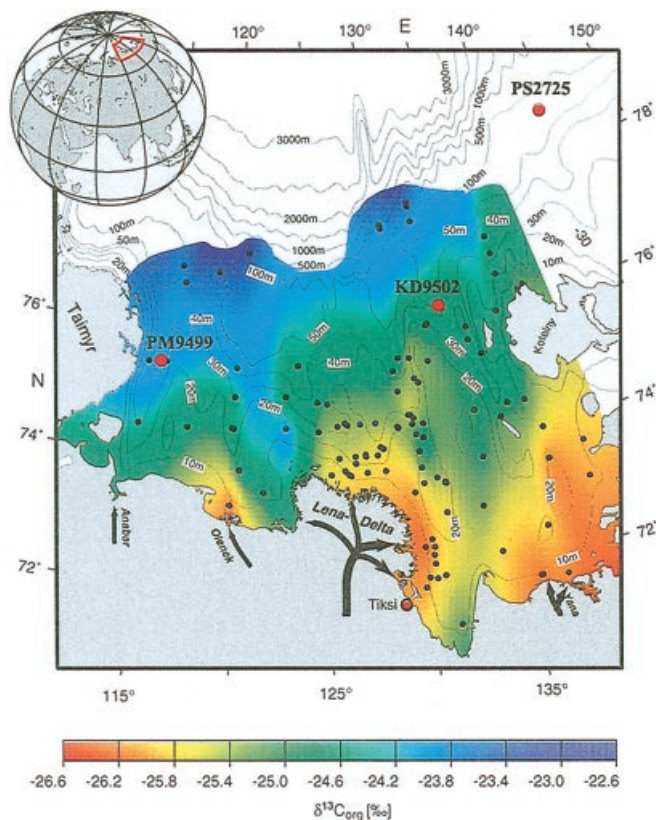 120° 130° E 140° 150°
PS2725
78°
3000m
1000m
500m
3000m
100m
2000m
40m
30m
100m
50m
20m
1000m
500m
50m
20m
10m
-30
100m
76°
KD9502
76°
Taimyr
40m
50m
Kotelny
PM9499
30m
40m
30m
N
20m
20m
74°
74°
10m
20m
Lena-Delta
20m
Anabar
Olenek
72°
10m
72°
Tiksi
Yana
115° 125° 135°
-26.6 -26.2 -25.8 -25.4 -25.0 -24.6 -24.2 -23.8 -23.4 -23.0 -22.6
δ¹³C org [‰]